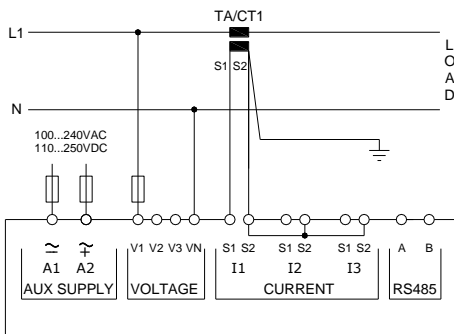 TA/CT1
L1
S1 S2
LOAD
N
100...240VAC
110...250VDC
V1 V2 V3 VN S1 S2 S1 S2 S1 S2 A B
A1 A2 I1 I2 I3
AUX SUPPLY VOLTAGE CURRENT RS485